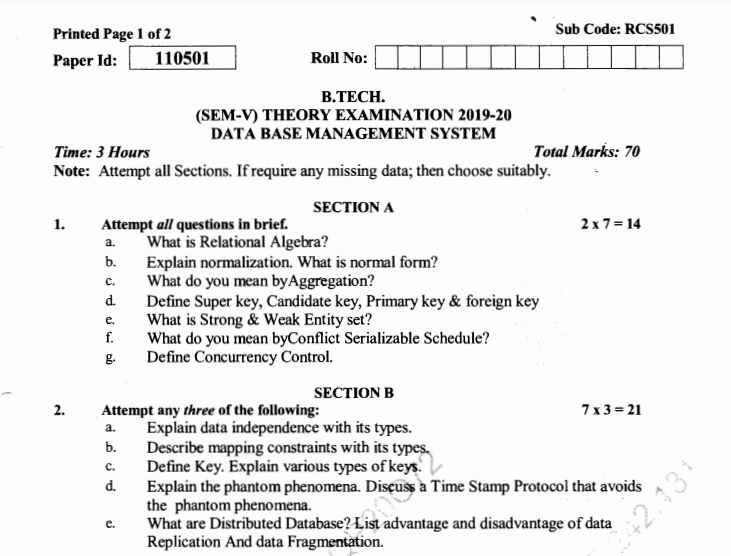 Printed Page 1 of 2 Sub Code: RCS501
Paper Id: 110501 Roll No:
B.TECH.
(SEM-V) THEORY EXAMINATION 2019-20
DATA BASE MANAGEMENT SYSTEM
Time: 3 Hours Total Marks: 70
Note: Attempt all Sections. If require any missing data; then choose suitably.
SECTION A
1. Attempt all questions in brief. 2 x 7 = 14
a. What is Relational Algebra?
b. Explain normalization. What is normal form?
c. What do you mean byAggregation?
d. Define Super key, Candidate key, Primary key & foreign key
e. What is Strong & Weak Entity set?
f. What do you mean byConflict Serializable Schedule?
g. Define Concurrency Control.
SECTION B
2. Attempt any three of the following: 7 x 3 = 21
a. Explain data independence with its types.
b. Describe mapping constraints with its types.
c. Define Key. Explain various types of keys.
d. Explain the phantom phenomena. Discuss a Time Stamp Protocol that avoids
the phantom phenomena.
e. What are Distributed Database? List advantage and disadvantage of data
Replication And data Fragmentation.